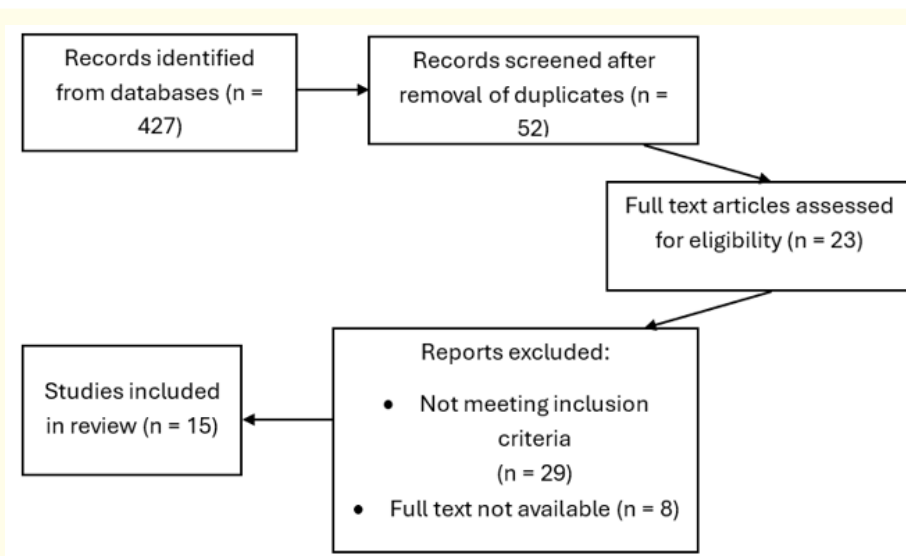 Records identified
from databases (n =
427)
Records screened after
removal of duplicates (n =
52)
Full text articles assessed
for eligibility (n = 23)
Reports excluded:
• Not meeting inclusion
criteria
(n = 29)
• Full text not available (n = 8)
Studies included
in review (n = 15)